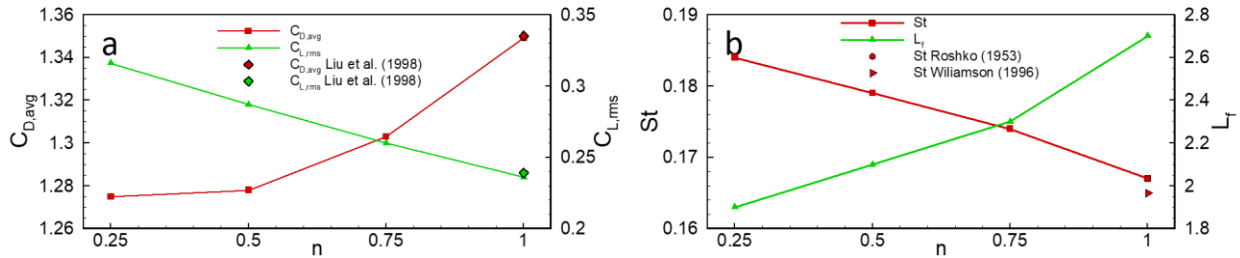 a
C_D,avg
C_L,rms
C_D,avg Liu et al. (1998)
C_L,rms Liu et al. (1998)
1.36
1.34
1.32
1.3
1.28
1.26
C_D,avg
0.35
0.3
0.25
0.2
C_L,rms
0.25
0.5
0.75
1
n
b
St
L_f
St Roshko (1953)
St Wiliamson (1996)
0.19
0.18
0.17
0.16
St
2.8
2.6
2.4
2.2
2
1.8
L_f
0.25
0.5
0.75
1
n